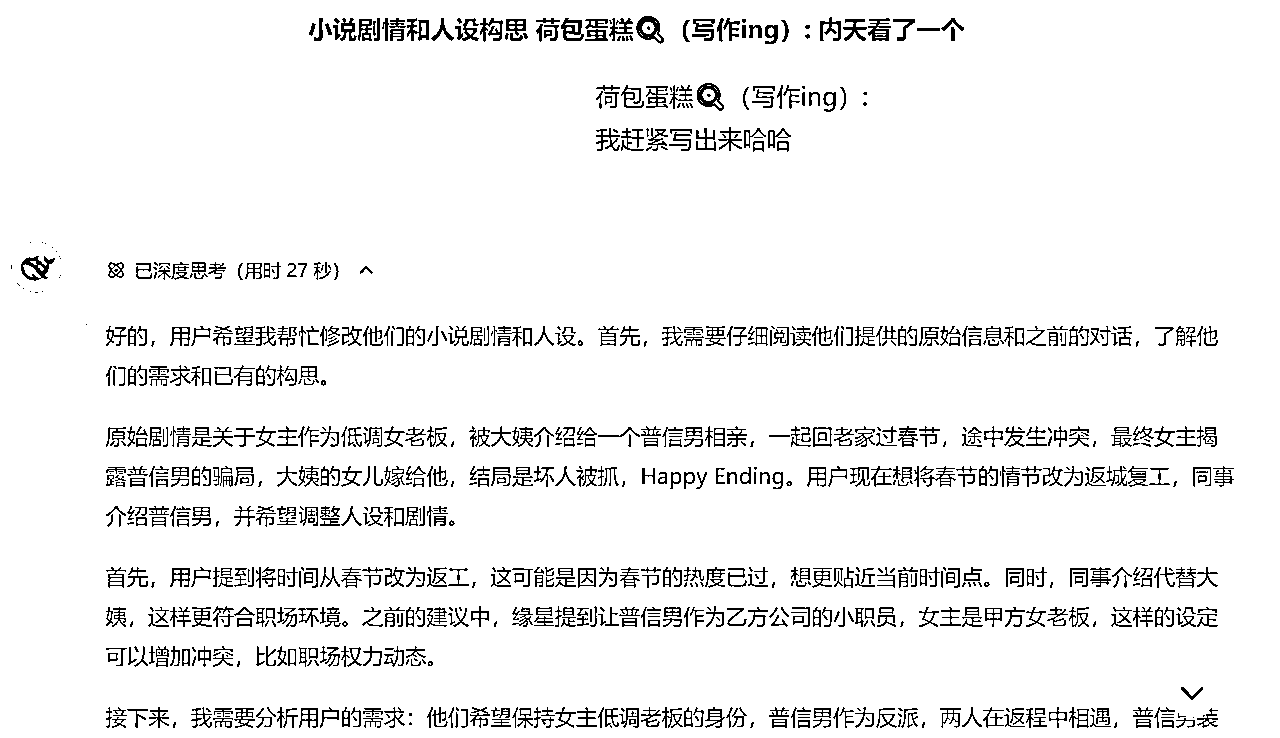 小说剧情和人设构思 荷包蛋糕🔍（写作ing）: 内天看了一个
荷包蛋糕🔍（写作ing）:
我赶紧写出来哈哈
已深度思考（用时 27 秒）
好的，用户希望我帮忙修改他们的小说剧情和人设。首先，我需要仔细阅读他们提供的原始信息和之前的对话，了解他
们的需求和已有的构思。
原始剧情是关于女主作为低调女老板，被大姨介绍给一个普信男相亲，一起回老家过春节，途中发生冲突，最终女主揭
露普信男的骗局，大姨的女儿嫁给他，结局是坏人被抓，Happy Ending。用户现在想将春节的情节改为返城复工，同事
介绍普信男，并希望调整人设和剧情。
首先，用户提到将时间从春节改为返工，这可能是因为春节的热度已过，想更贴近当前时间点。同时，同事介绍代替大
姨，这样更符合职场环境。之前的建议中，缘星提到让普信男作为乙方公司的小职员，女主是甲方女老板，这样的设定
可以增加冲突，比如职场权力动态。
接下来，我需要分析用户的需求：他们希望保持女主低调老板的身份，普信男作为反派，两人在返程中相遇，普信男装